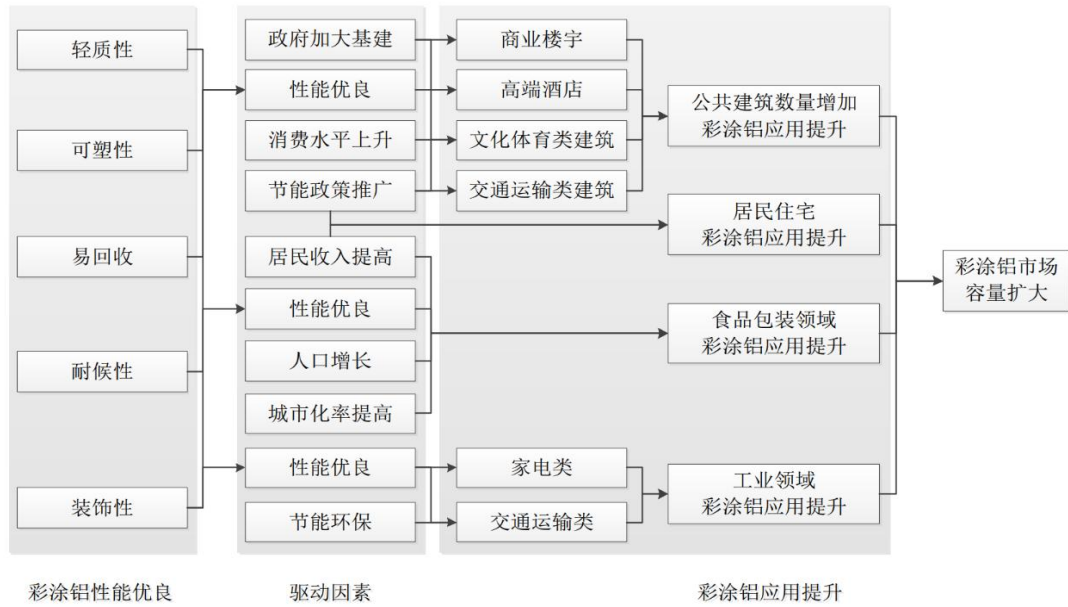 轻质性
可塑性
易回收
耐候性
装饰性
彩涂铝性能优良
政府加大基建
性能优良
消费水平上升
节能政策推广
居民收入提高
性能优良
人口增长
城市化率提高
性能优良
节能环保
驱动因素
商业楼宇
高端酒店
文化体育类建筑
交通运输类建筑
家电类
交通运输类
公共建筑数量增加
彩涂铝应用提升
居民住宅
彩涂铝应用提升
食品包装领域
彩涂铝应用提升
工业领域
彩涂铝应用提升
彩涂铝应用提升
彩涂铝市场
容量扩大